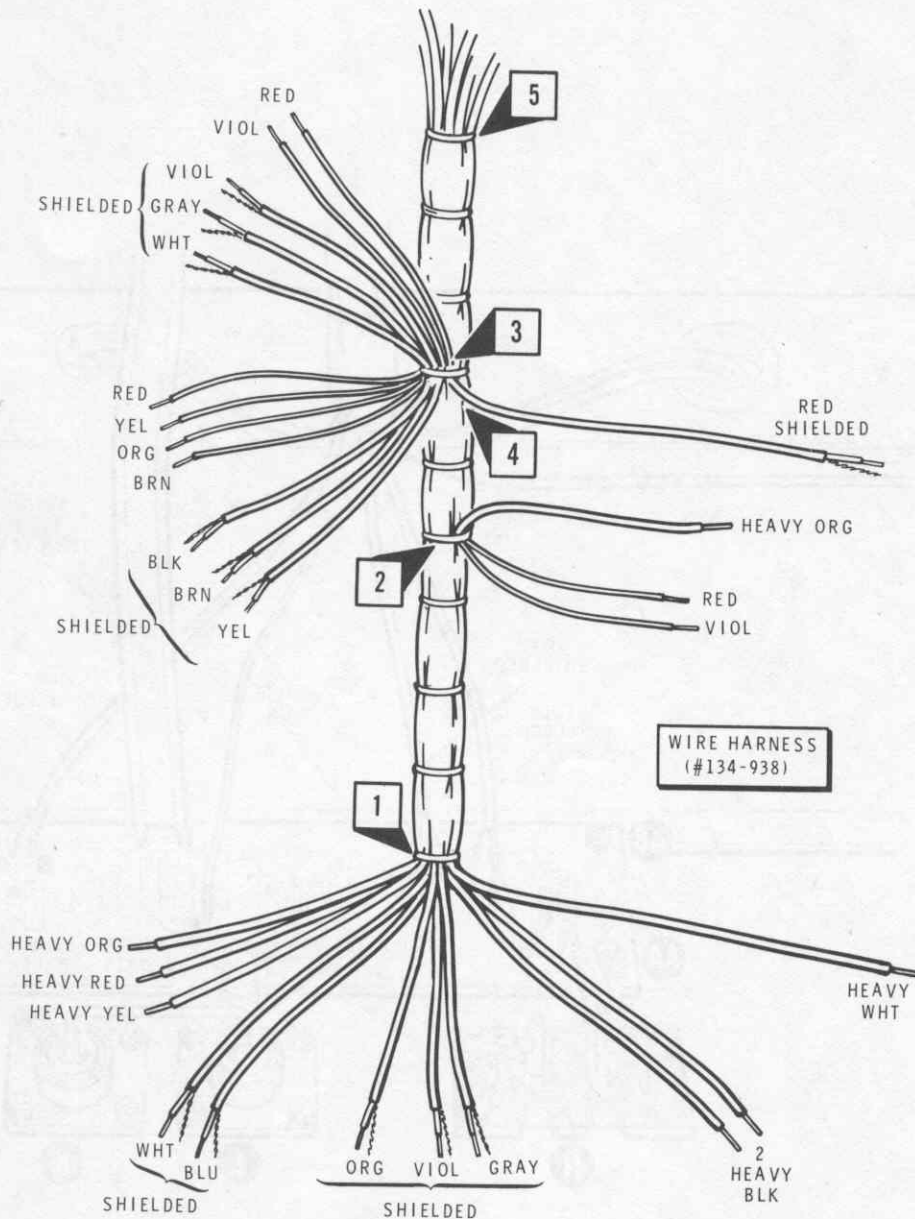 5
RED
VIOL
VIOL
SHIELDED GRAY
WHT
3
RED
YEL
ORG
BRN
RED
SHIELDED
4
HEAVY ORG
BLK
BRN
YEL
SHIELDED
2
RED
VIOL
WIRE HARNESS
(#134-938)
1
HEAVY ORG
HEAVY RED
HEAVY YEL
HEAVY
WHT
WHT
BLU
SHIELDED
ORG VIOL GRAY
SHIELDED
2
HEAVY
BLK